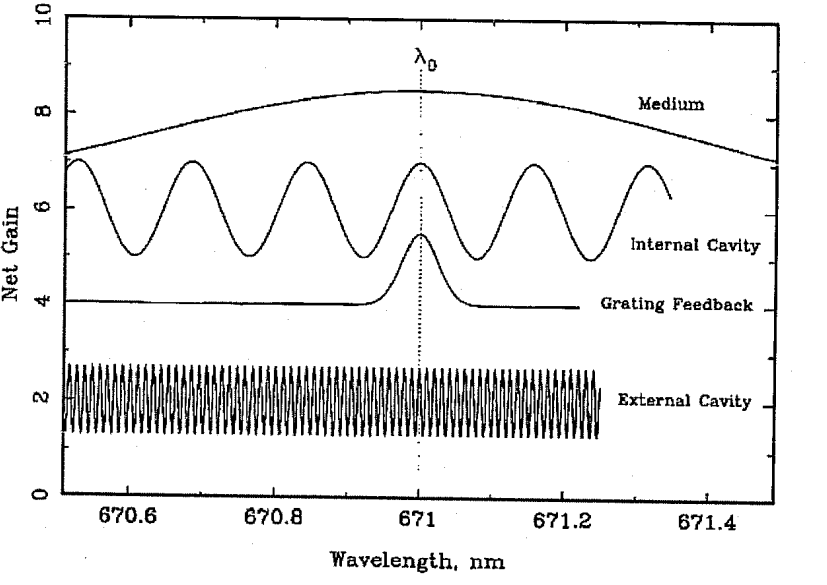 10
8
6
4
2
0
Net Gain
λ0
Medium
Internal Cavity
Grating Feedback
External Cavity
670.6 670.8 671 671.2 671.4
Wavelength, nm